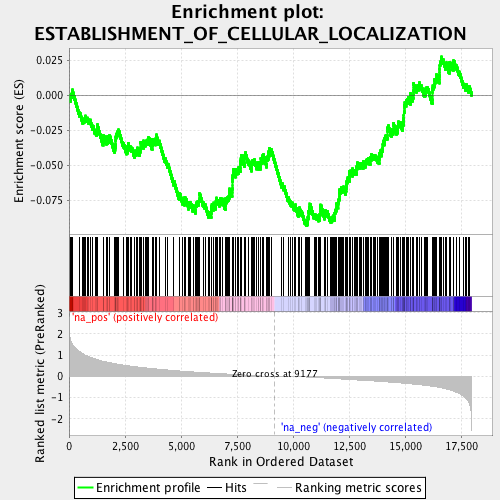 Enrichment plot:
ESTABLISHMENT_OF_CELLULAR_LOCALIZATION
Enrichment score (ES)
0.025
0.000
-0.025
-0.050
-0.075
'na_pos' (positively correlated)
Ranked list metric (PreRanked)
3
2
1
0
-1
-2
Zero cross at 9177
'na_neg' (negatively correlated)
0
2,500
5,000
7,500
10,000
12,500
15,000
17,500
Rank in Ordered Dataset
Enrichment profile
Hits
Ranking metric scores